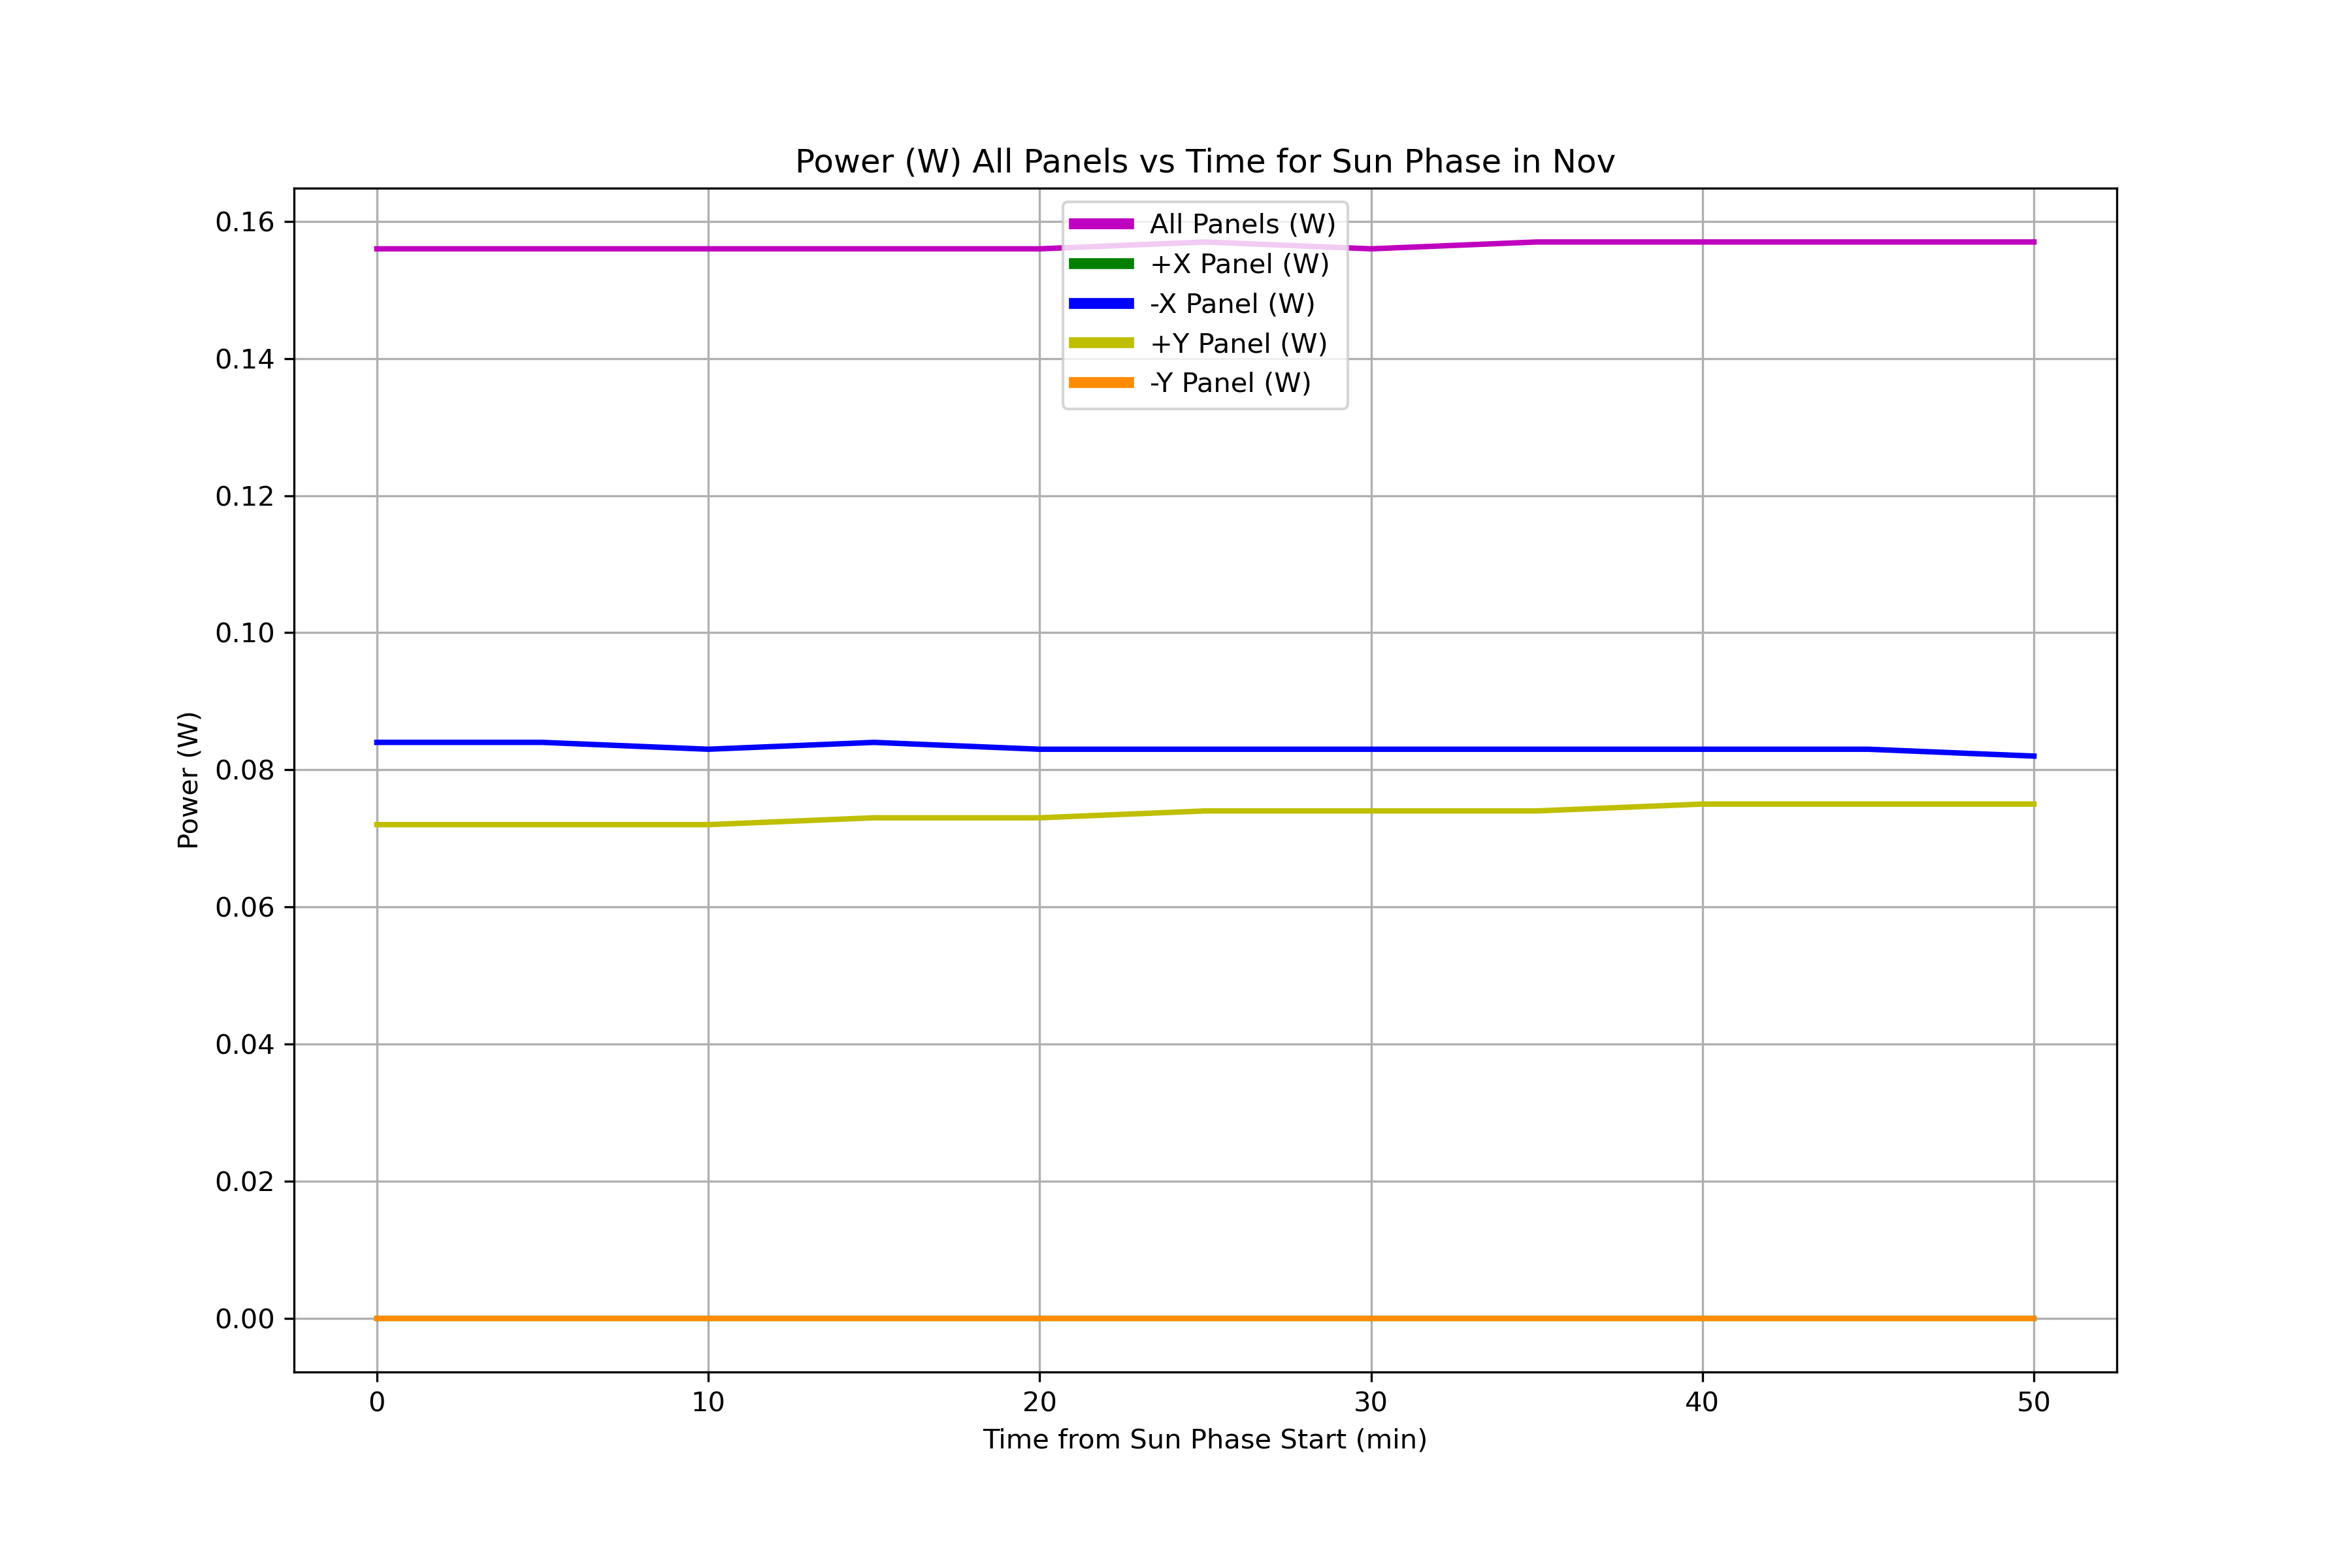 Power (W) All Panels vs Time for Sun Phase in Nov
All Panels (W)
+X Panel (W)
-X Panel (W)
+Y Panel (W)
-Y Panel (W)
0.16
0.14
0.12
0.10
0.08
0.06
0.04
0.02
0.00
Power (W)
0 10 20 30 40 50
Time from Sun Phase Start (min)